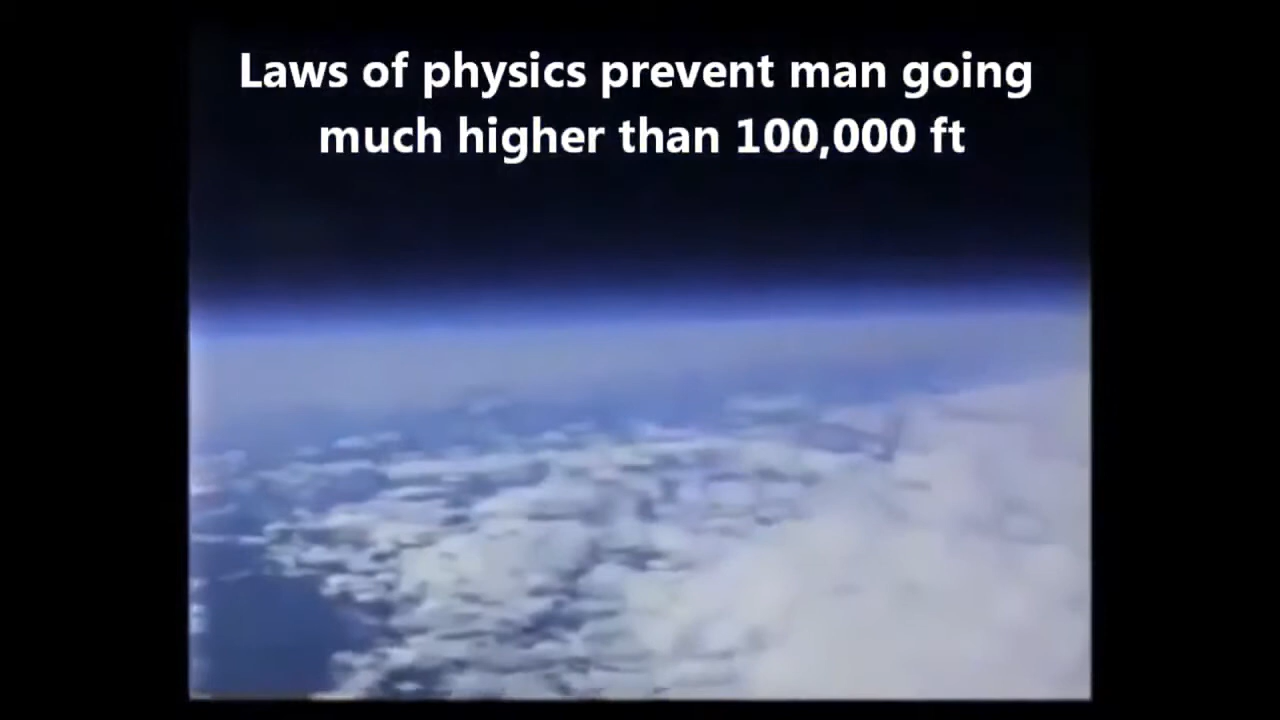 Laws of physics prevent man going
much higher than 100,000 ft